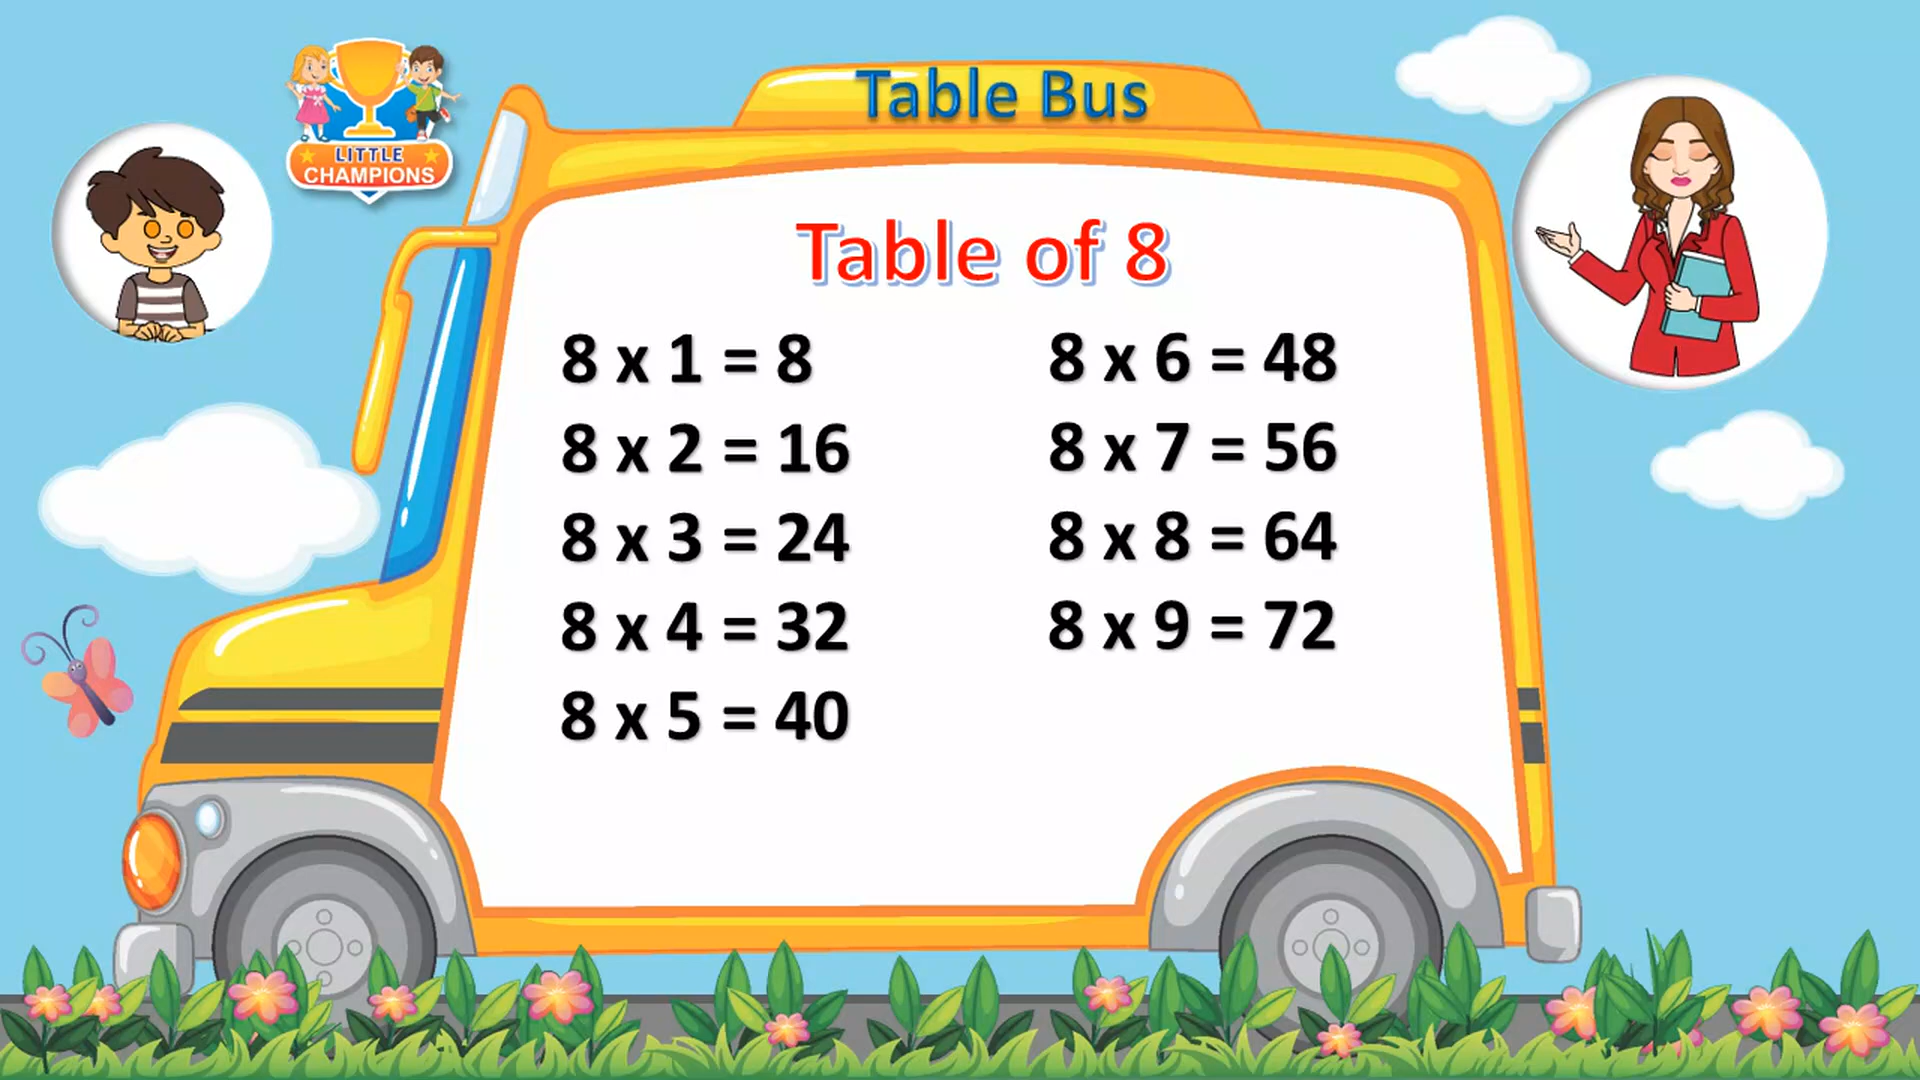 Table Bus
LITTLE
CHAMPIONS
Table of 8
8 x 1 = 8
8 x 2 = 16
8 x 3 = 24
8 x 4 = 32
8 x 5 = 40
8 x 6 = 48
8 x 7 = 56
8 x 8 = 64
8 x 9 = 72